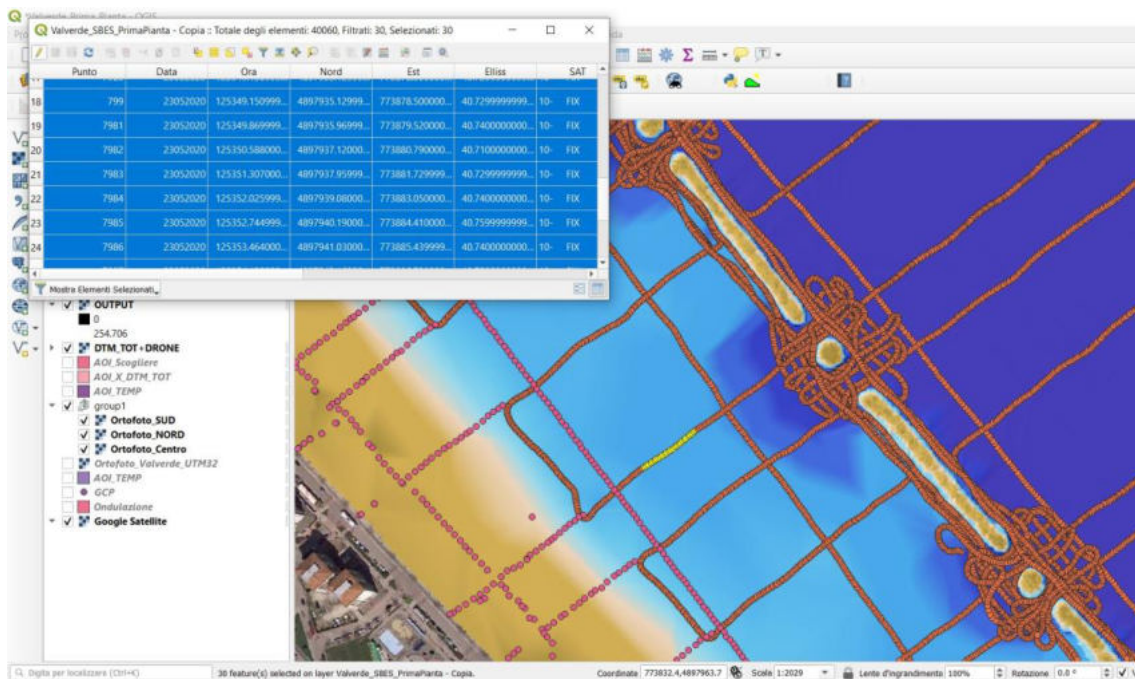 Valverde_Prima_Pianta - QGIS
Valverde_SBES_PrimaPianta - Copia :: Totale degli elementi: 40060, Filtrati: 30, Selezionati: 30
Punto Data Ora Nord Est Elliss SAT
18 799 23052020 125349.150999... 4897935.12999... 773878.500000... 40.7299999999... 10- FIX
19 7981 23052020 125349.869999... 4897935.96999... 773879.520000... 40.7400000000... 10- FIX
20 7982 23052020 125350.588000... 4897937.12000... 773880.790000... 40.7100000000... 10- FIX
21 7983 23052020 125351.307000... 4897937.95999... 773881.729999... 40.7299999999... 10- FIX
22 7984 23052020 125352.025999... 4897939.08000... 773883.050000... 40.7400000000... 10- FIX
23 7985 23052020 125352.744999... 4897940.19000... 773884.410000... 40.7599999999... 10- FIX
24 7986 23052020 125353.464000... 4897941.03000... 773885.439999... 40.7400000000... 10- FIX
Mostra Elementi Selezionati
OUTPUT
0
254.706
DTM_TOT+DRONE
AOI_Scogliere
AOI_X_DTM_TOT
AOI_TEMP
group1
Ortofoto_SUD
Ortofoto_NORD
Ortofoto_Centro
Ortofoto_Valverde_UTM32
AOI_TEMP
GCP
Ondulazione
Google Satellite
Digita per localizzare (Ctrl+K) 30 feature(s) selected on layer Valverde_SBES_PrimaPianta - Copia. Coordinate 773832.4,4897963.7 Scale 1:2029 Lente d'ingrandimento 100% Rotazione 0.0 °